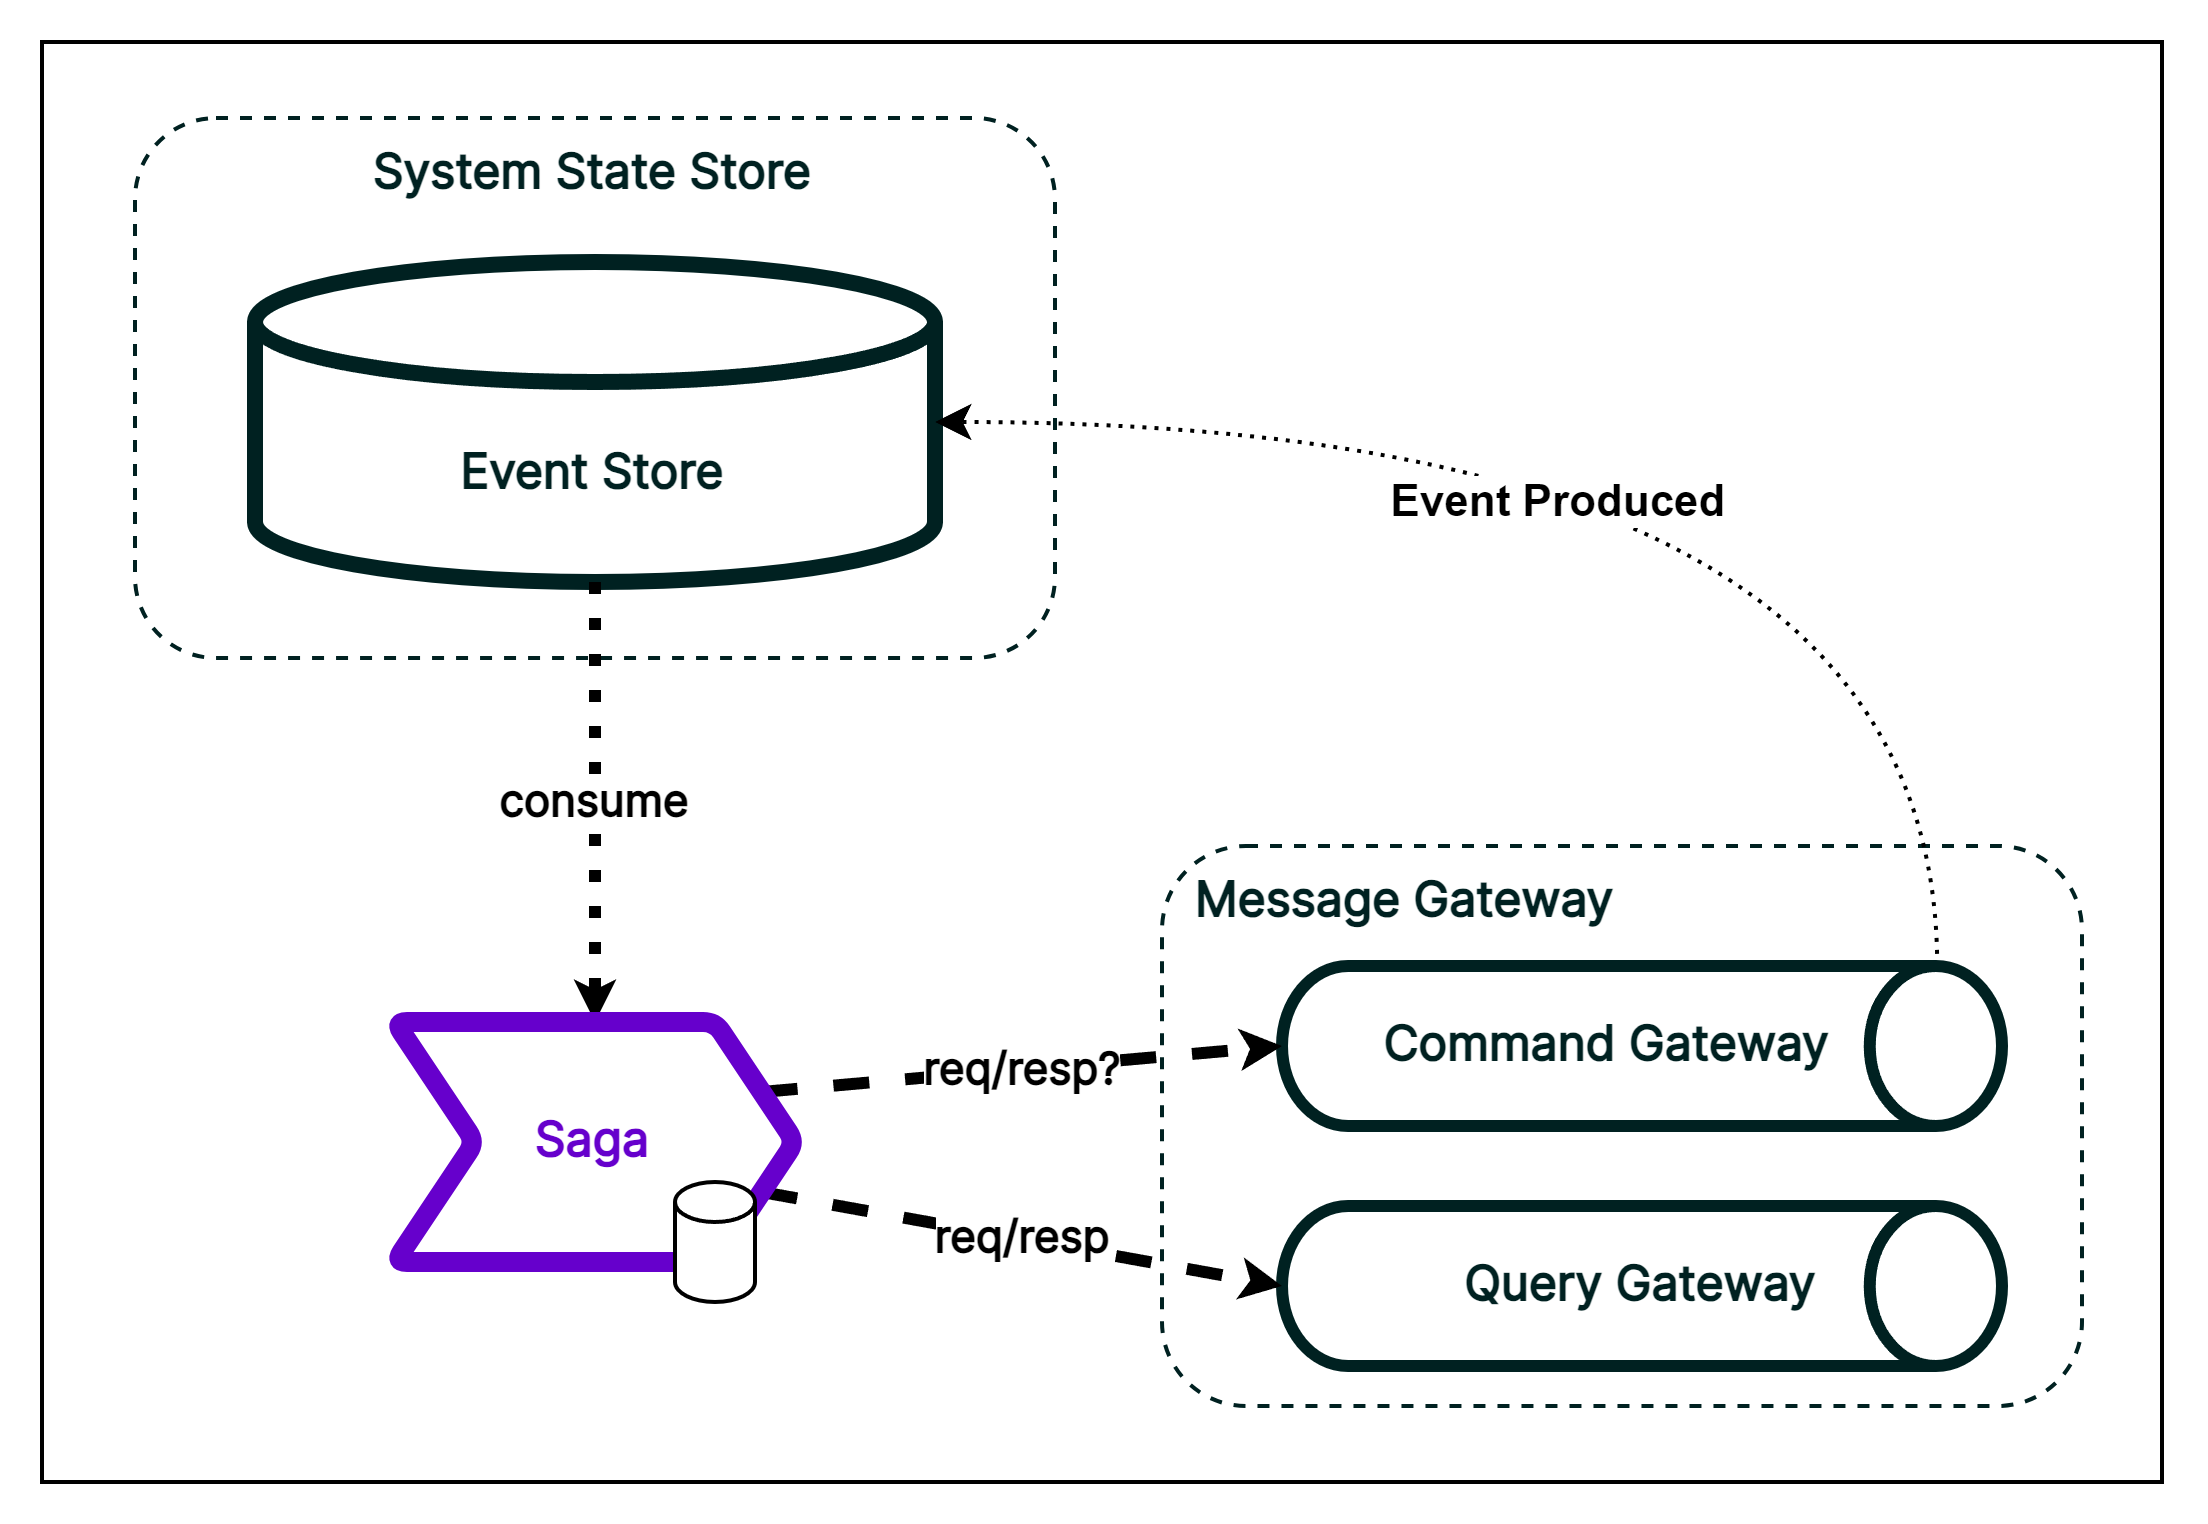 System State Store
Event Store
Event Produced
consume
Message Gateway
Command Gateway
req/resp?
Saga
req/resp
Query Gateway